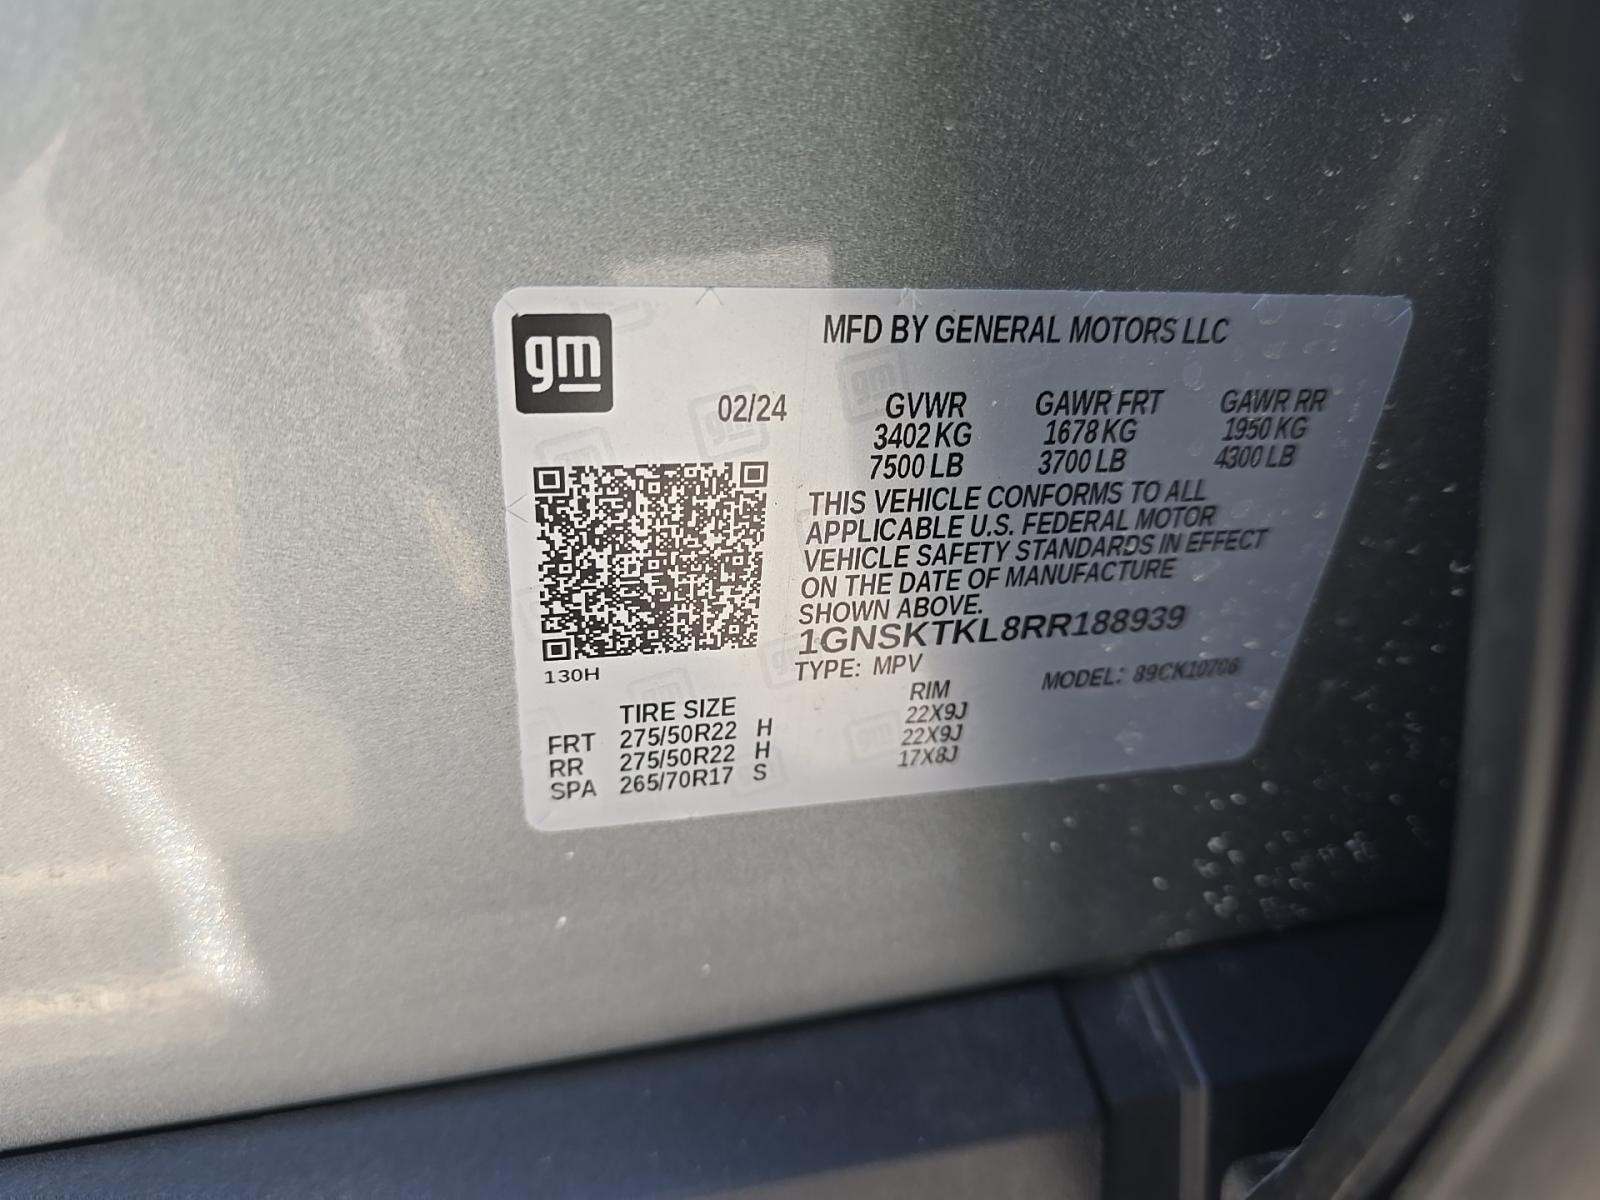 gm
MFD BY GENERAL MOTORS LLC
02/24
GVWR GAWR FRT GAWR RR
3402 KG 1678 KG 1950 KG
7500 LB 3700 LB 4300 LB
THIS VEHICLE CONFORMS TO ALL
APPLICABLE U.S. FEDERAL MOTOR
VEHICLE SAFETY STANDARDS IN EFFECT
ON THE DATE OF MANUFACTURE
SHOWN ABOVE.
1GNSKTKL8RR188939
TYPE: MPV MODEL: 89CK10706
130H
TIRE SIZE RIM
FRT 275/50R22 H 22X9J
RR 275/50R22 H 22X9J
SPA 265/70R17 S 17X8J